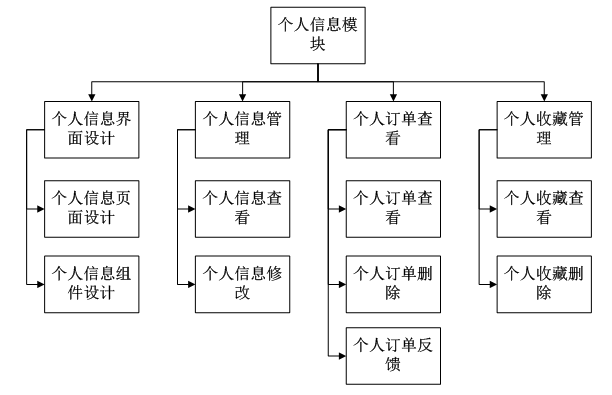 个人信息模
块
个人信息界
面设计
个人信息管
理
个人订单查
看
个人收藏管
理
个人信息页
面设计
个人信息查
看
个人订单查
看
个人收藏查
看
个人信息组
件设计
个人信息修
改
个人订单删
除
个人收藏删
除
个人订单反
馈